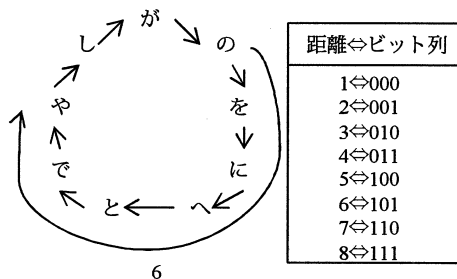 が
の
を
に
へ
と
で
や
し
6
距離⇔ビット列
1⇔000
2⇔001
3⇔010
4⇔011
5⇔100
6⇔101
7⇔110
8⇔111